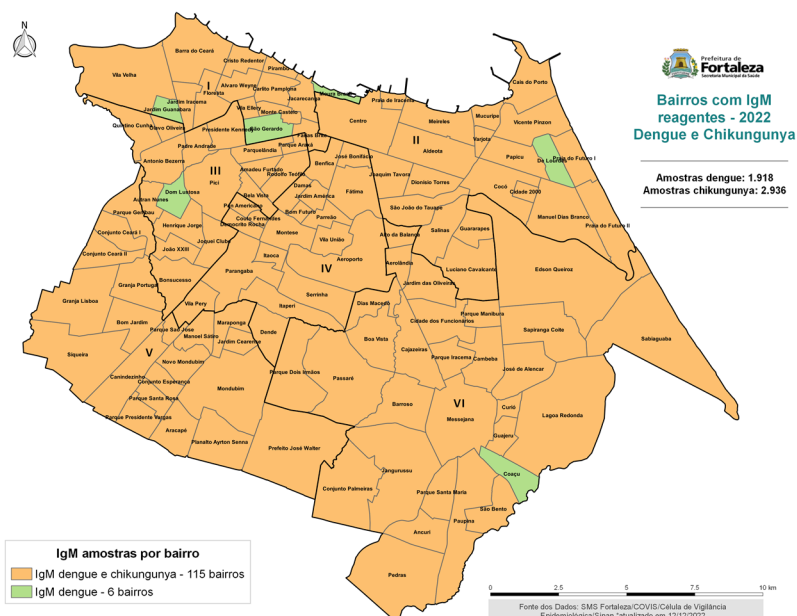 N
Prefeitura de
Fortaleza
Secretaria Municipal da Saúde
Bairros com IgM
reagentes - 2022
Dengue e Chikungunya
Amostras dengue: 1.918
Amostras chikungunya: 2.936
Barra do Ceará
Vila Velha
Cristo Redentor
Pirambu
Cais do Porto
I
Floresta
Álvaro Weyne
Carlito Pamplona
Jacarecanga
Moura Brasil
Jardim Iracema
Jardim Guanabara
Praia de Iracema
Vila Ellery
Monte Castelo
Quintino Cunha
Olavo Oliveira
Presidente Kennedy
São Gerardo
Farias Brito
Centro
Meireles
Mucuripe
Vicente Pinzon
II
Padre Andrade
Parquelândia
Parque Araxá
Aldeota
Varjota
Antonio Bezerra
José Bonifácio
Benfica
Papicu
De Lourdes
Praia do Futuro I
III
Amadeu Furtado
Rodolfo Teófilo
Joaquim Tavora
Pici
Damas
Dionísio Torres
Cocó
Cidade 2000
Dom Lustosa
Autran Nunes
Bela Vista
Jardim América
Fátima
Pan Americano
São João do Tauape
Parque Genibau
Couto Fernandes
Bom Futuro
Parreão
Manuel Dias Branco
Praia do Futuro II
Henrique Jorge
Democrito Rocha
Conjunto Ceará I
Montese
Alto da Balança
Salinas
Guararapes
João XXIII
Joquei Clube
Vila União
Conjunto Ceará II
Itaoca
Aeroporto
Aerolândia
Parangaba
IV
Luciano Cavalcante
Edson Queiroz
Bonsucesso
Granja Portugal
Jardim das Oliveiras
Serrinha
Granja Lisboa
Vila Pery
Itaperi
Dias Macedo
Parque Manibura
Bom Jardim
Parque São José
Maraponga
Cidade dos Funcionários
Dende
Sapiranga Coite
Manoel Sátiro
Jardim Cearense
Boa Vista
Sabiaguaba
V
Siqueira
Cajazeiras
Parque Iracema
Cambeba
Novo Mondubim
José de Alencar
Canindezinho
Parque Dois Irmãos
Passaré
Conjunto Esperança
Mondubim
Parque Santa Rosa
Barroso
VI
Curió
Parque Presidente Vargas
Messejana
Lagoa Redonda
Aracapé
Guajeru
Planalto Ayrton Senna
Prefeito José Walter
Jangurussu
Coaçu
Conjunto Palmeiras
Parque Santa Maria
São Bento
Paupina
Ancuri
Pedras
IgM amostras por bairro
IgM dengue e chikungunya - 115 bairros
IgM dengue - 6 bairros
0 2.5 5 7.5 10 km
Fonte dos Dados: SMS Fortaleza/COVIS/Célula de Vigilância
Epidemiológica/Sinan *atualizado em 12/12/2022